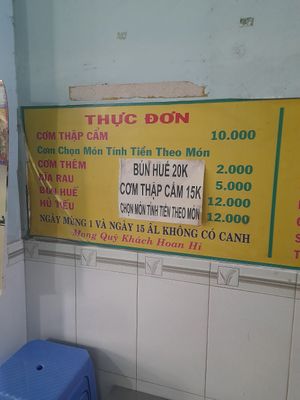 THỰC ĐƠN
CƠM THẬP CẨM 10.000
Cơm Chọn Món Tính Tiền Theo Món
CƠM THÊM 2.000
ĐĨA RAU 5.000
BÚN HUẾ 12.000
HỦ TIẾU 12.000
BÚN HUẾ 20K
CƠM THẬP CẨM 15K
CHỌN MÓN TÍNH TIỀN THEO MÓN
NGÀY MÙNG 1 VÀ NGÀY 15 ÂL KHÔNG CÓ CANH
Mong Quý Khách Hoan Hỉ